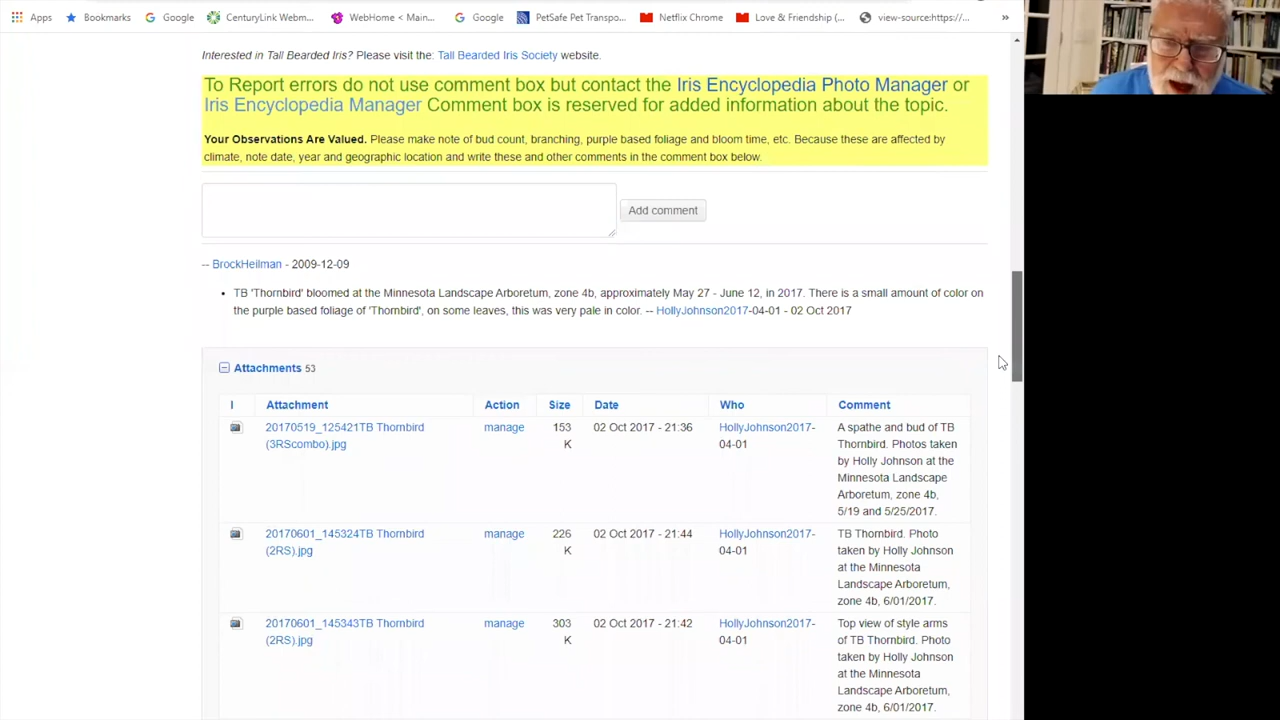 Apps Bookmarks Google CenturyLink Webm... WebHome < Main... Google PetSafe Pet Transpo... Netflix Chrome Love & Friendship (... view-source:https://... »
Interested in Tall Bearded Iris? Please visit the: Tall Bearded Iris Society website.
To Report errors do not use comment box but contact the Iris Encyclopedia Photo Manager or
Iris Encyclopedia Manager Comment box is reserved for added information about the topic.
Your Observations Are Valued. Please make note of bud count, branching, purple based foliage and bloom time, etc. Because these are affected by
climate, note date, year and geographic location and write these and other comments in the comment box below.
Add comment
-- BrockHeilman - 2009-12-09
• TB 'Thornbird' bloomed at the Minnesota Landscape Arboretum, zone 4b, approximately May 27 - June 12, in 2017. There is a small amount of color on
the purple based foliage of 'Thornbird', on some leaves, this was very pale in color. -- HollyJohnson2017-04-01 - 02 Oct 2017
Attachments 53
I Attachment Action Size Date Who Comment
20170519_125421TB Thornbird manage 153 02 Oct 2017 - 21:36 HollyJohnson2017- A spathe and bud of TB
(3RScombo).jpg K 04-01 Thornbird. Photos taken
by Holly Johnson at the
Minnesota Landscape
Arboretum, zone 4b,
5/19 and 5/25/2017.
20170601_145324TB Thornbird manage 226 02 Oct 2017 - 21:44 HollyJohnson2017- TB Thornbird. Photo
(2RS).jpg K 04-01 taken by Holly Johnson
at the Minnesota
Landscape Arboretum,
zone 4b, 6/01/2017.
20170601_145343TB Thornbird manage 303 02 Oct 2017 - 21:42 HollyJohnson2017- Top view of style arms
(2RS).jpg K 04-01 of TB Thornbird. Photo
taken by Holly Johnson
at the Minnesota
Landscape Arboretum,
zone 4b, 6/01/2017.